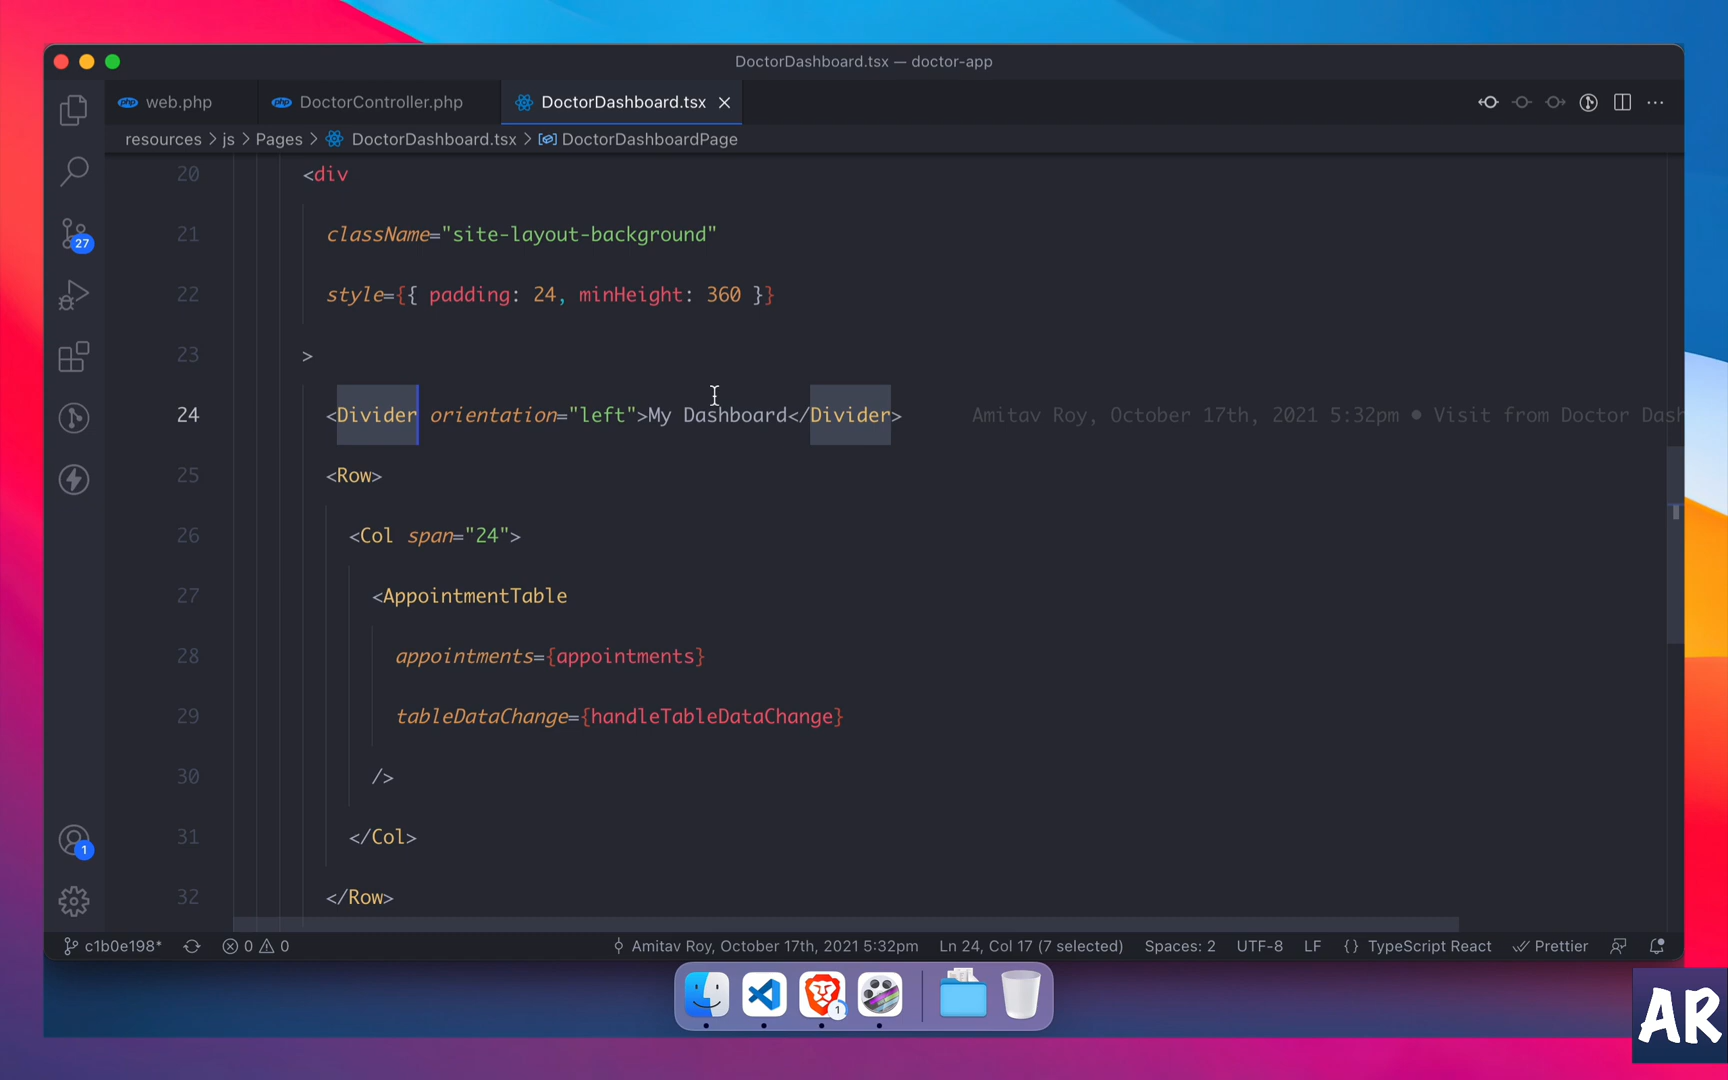 DoctorDashboard.tsx — doctor-app
web.php DoctorController.php DoctorDashboard.tsx
resources > js > Pages > DoctorDashboard.tsx > DoctorDashboardPage
20 <div
21 className="site-layout-background"
22 style={{ padding: 24, minHeight: 360 }}
23 >
24 <Divider orientation="left">My Dashboard</Divider> Amitav Roy, October 17th, 2021 5:32pm • Visit from Doctor Dash
25 <Row>
26 <Col span="24">
27 <AppointmentTable
28 appointments={appointments}
29 tableDataChange={handleTableDataChange}
30 />
31 </Col>
32 </Row>
27
1
c1b0e198* 0 0 Amitav Roy, October 17th, 2021 5:32pm Ln 24, Col 17 (7 selected) Spaces: 2 UTF-8 LF {} TypeScript React Prettier
1
AR